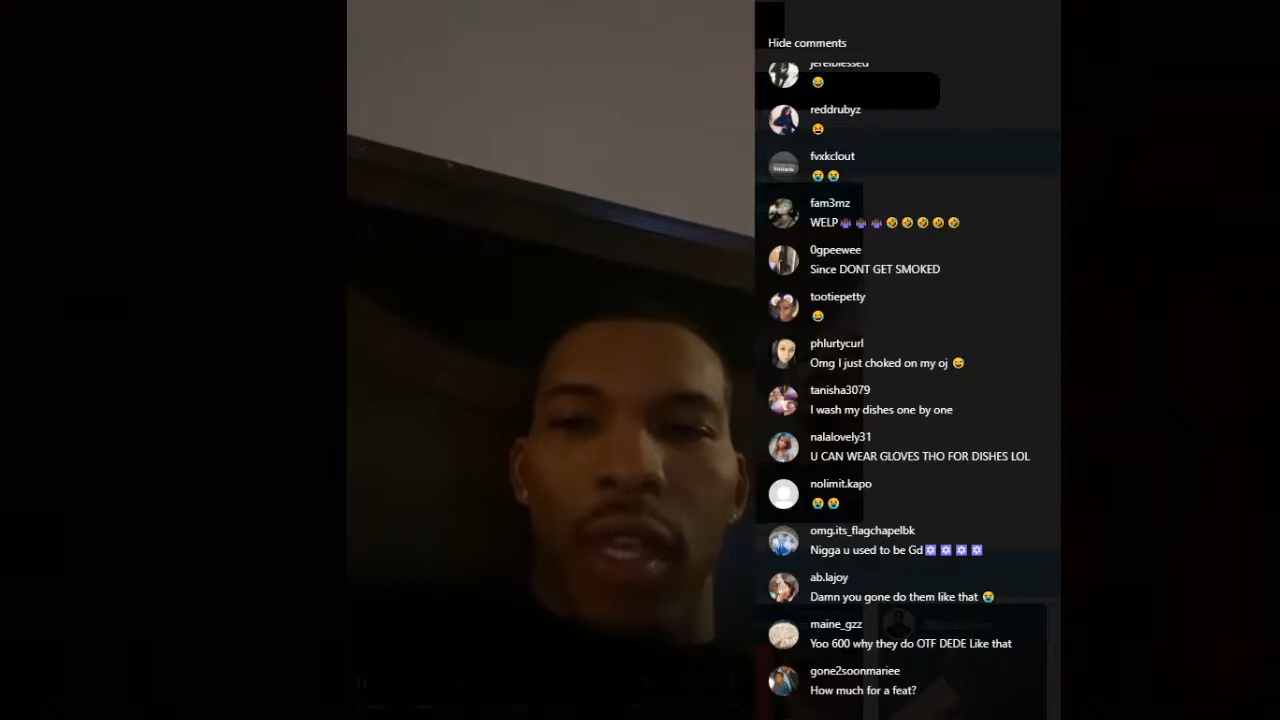 Hide comments
jerelblessed
😂
reddrubyz
😫
fvxkclout
😭😭
fam3mz
WELP🤷🏿‍♂️🤷🏿‍♂️🤷🏿‍♂️🤣🤣🤣🤣🤣
0gpeewee
Since DONT GET SMOKED
tootiepetty
😂
phlurtycurl
Omg I just choked on my oj 😅
tanisha3079
I wash my dishes one by one
nalalovely31
U CAN WEAR GLOVES THO FOR DISHES LOL
nolimit.kapo
😭😭
omg.its_flagchapelbk
Nigga u used to be Gd🔯🔯🔯🔯
ab.lajoy
Damn you gone do them like that 😭
maine_gzz
Yoo 600 why they do OTF DEDE Like that
gone2soonmariee
How much for a feat?